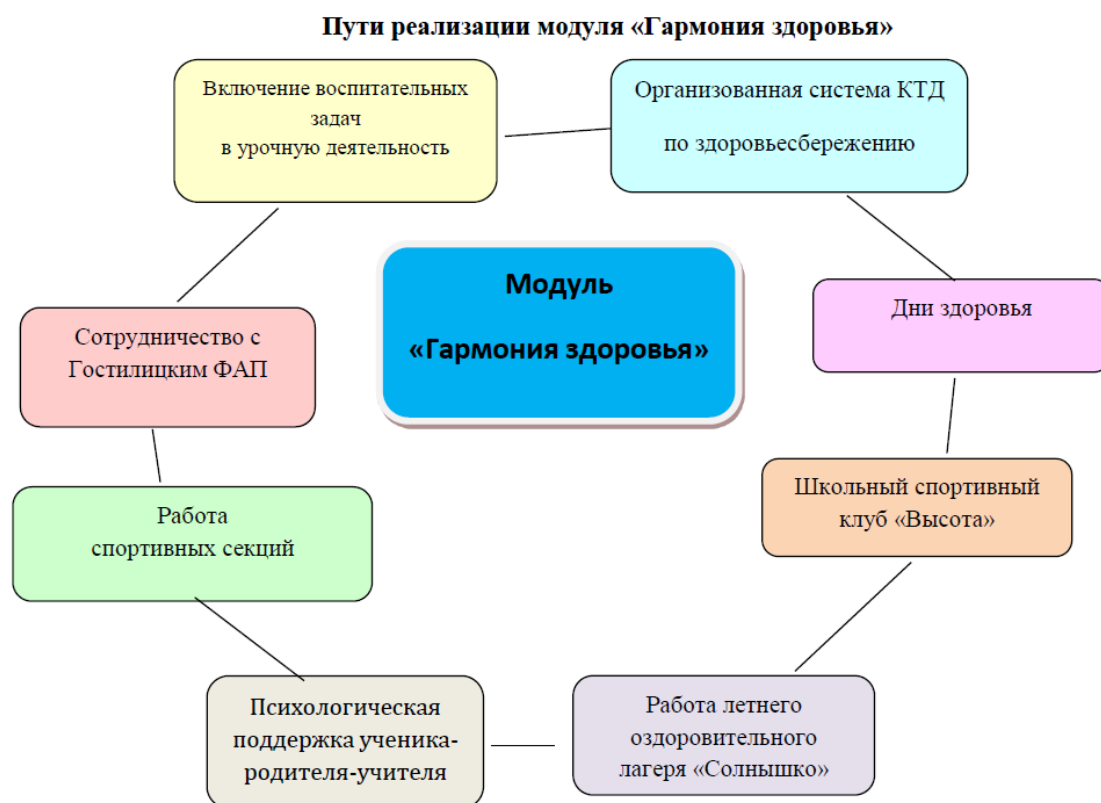 Пути реализации модуля «Гармония здоровья»
Включение воспитательных
задач
в урочную деятельность
Организованная система КТД
по здоровьесбережению
Модуль
«Гармония здоровья»
Дни здоровья
Сотрудничество с
Гостилицким ФАП
Школьный спортивный
клуб «Высота»
Работа
спортивных секций
Психологическая
поддержка ученика-
родителя-учителя
Работа летнего
оздоровительного
лагеря «Солнышко»